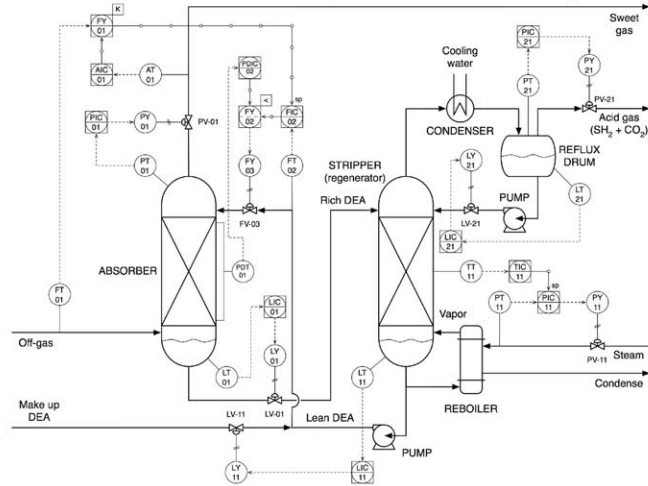 FY
01
K
Sweet
gas
AIC
01
AT
01
PDIC
02
PIC
21
PY
21
Cooling
water
PT
21
PV-21
Acid gas
(SH2 + CO2)
PIC
01
PY
01
PV-01
<
sp
FY
02
FIC
02
CONDENSER
REFLUX
DRUM
PT
01
FY
03
FT
02
STRIPPER
(regenerator)
LY
21
PUMP
LT
21
Rich DEA
FV-03
LV-21
LIC
21
ABSORBER
PDT
01
TT
11
TIC
11
sp
FT
01
LIC
01
Vapor
PT
11
PIC
11
PY
11
Off-gas
LY
01
PV-11
Steam
LT
01
LT
11
Condense
Make up
DEA
LV-11
LV-01
Lean DEA
REBOILER
PUMP
LY
11
LIC
11